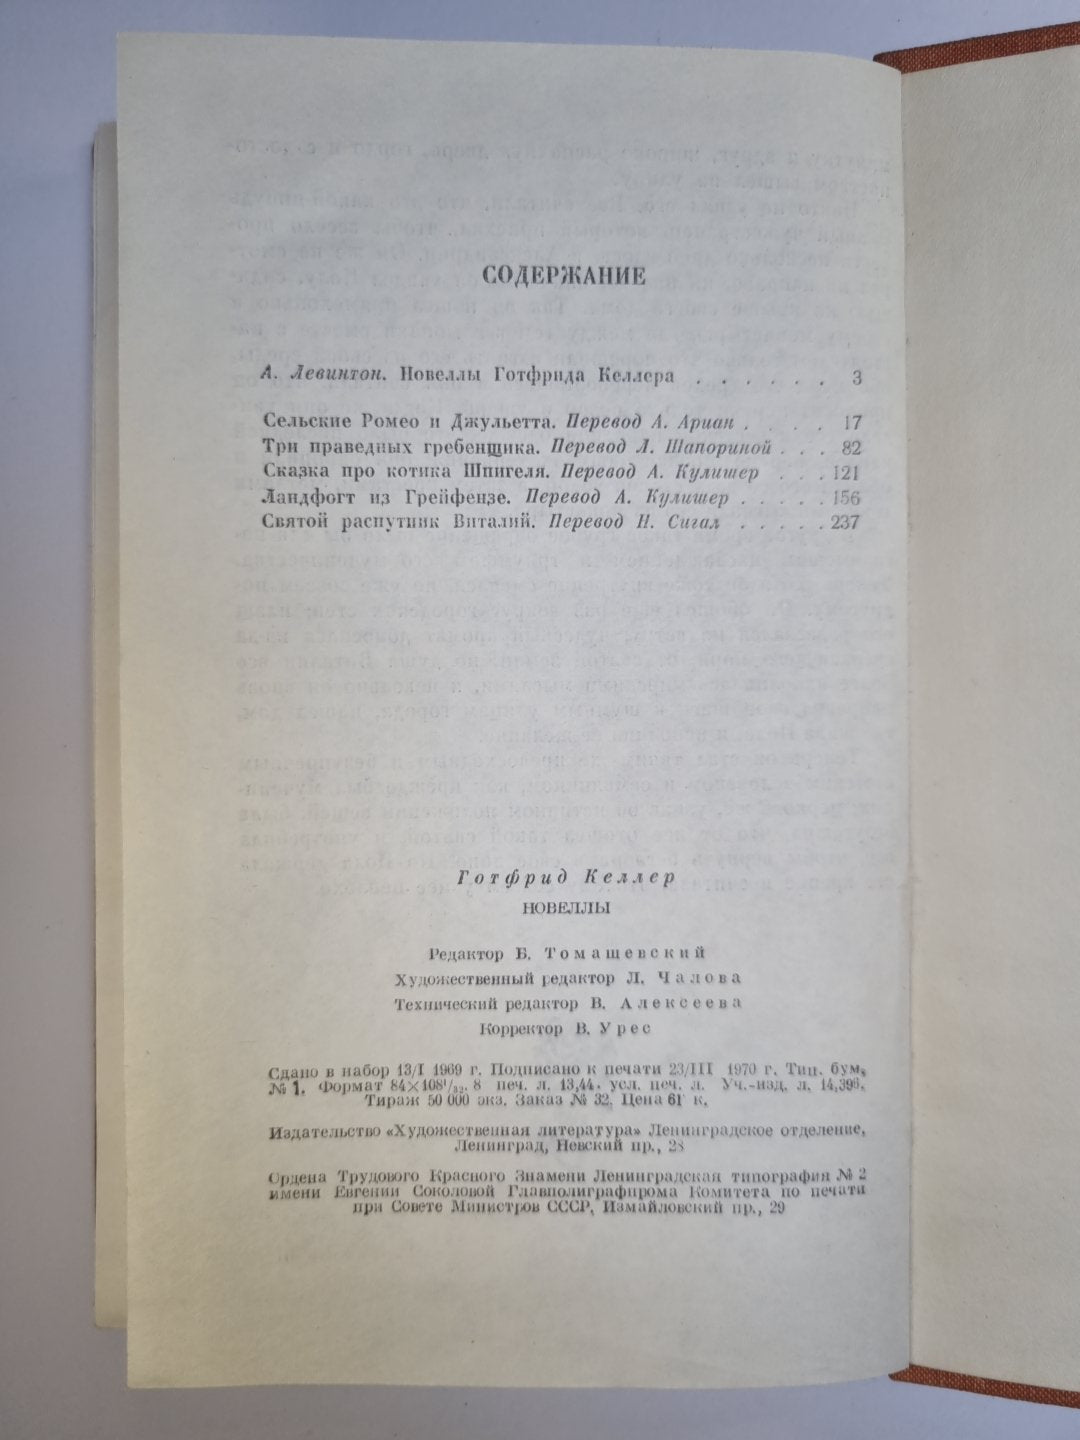 СОДЕРЖАНИЕ
А. Левинтон. Новеллы Готфрида Келлера . . . . . . 3
Сельские Ромео и Джульетта. Перевод А. Ариан . . . . 17
Три праведных гребенщика. Перевод Л. Шапориной . . . 82
Сказка про котика Шпигеля. Перевод А. Кулишер . . . 121
Ландфогт из Грейфензе. Перевод А. Кулишер . . . . . 156
Святой распутник Виталий. Перевод Н. Сигал . . . . . 237
Готфрид Келлер
НОВЕЛЛЫ
Редактор Б. Томашевский
Художественный редактор Л. Чалова
Технический редактор В. Алексеева
Корректор В. Урес
Сдано в набор 13/I 1969 г. Подписано к печати 23/III 1970 г. Тип. бум.
№ 1. Формат 84×108¹/₃₂. 8 печ. л. 13,44. усл. печ. л. Уч.-изд. л. 14,396.
Тираж 50 000 экз. Заказ № 32. Цена 61 к.
Издательство «Художественная литература» Ленинградское отделение.
Ленинград, Невский пр., 28
Ордена Трудового Красного Знамени Ленинградская типография № 2
имени Евгении Соколовой Главполиграфпрома Комитета по печати
при Совете Министров СССР, Измайловский пр., 29